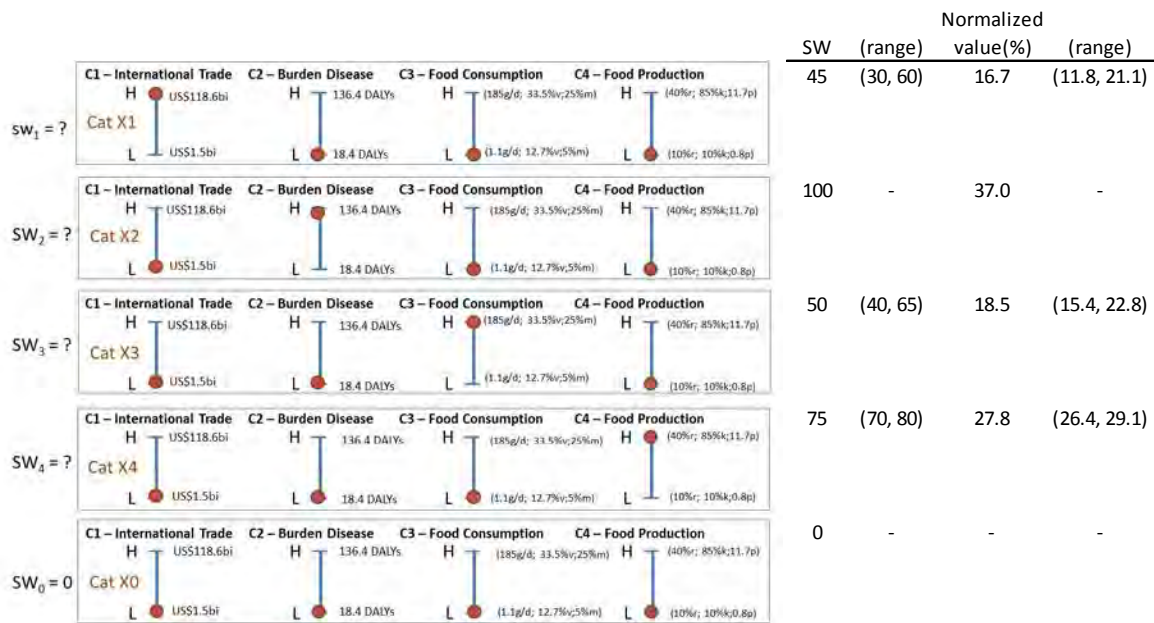 Normalized
SW (range) value(%) (range)
C1 – International Trade C2 – Burden Disease C3 – Food Consumption C4 – Food Production
H US$118.6bi H 136.4 DALYs H (185g/d; 33.5%v;25%m) H (40%r; 85%k;11.7p)
sw1 = ? Cat X1
L US$1.5bi L 18.4 DALYs L (1.1g/d; 12.7%v;5%m) L (10%r; 10%k;0.8p)
45 (30, 60) 16.7 (11.8, 21.1)
C1 – International Trade C2 – Burden Disease C3 – Food Consumption C4 – Food Production
H US$118.6bi H 136.4 DALYs H (185g/d; 33.5%v;25%m) H (40%r; 85%k;11.7p)
SW2 = ? Cat X2
L US$1.5bi L 18.4 DALYs L (1.1g/d; 12.7%v;5%m) L (10%r; 10%k;0.8p)
100 - 37.0 -
C1 – International Trade C2 – Burden Disease C3 – Food Consumption C4 – Food Production
H US$118.6bi H 136.4 DALYs H (185g/d; 33.5%v;25%m) H (40%r; 85%k;11.7p)
SW3 = ? Cat X3
L US$1.5bi L 18.4 DALYs L (1.1g/d; 12.7%v;5%m) L (10%r; 10%k;0.8p)
50 (40, 65) 18.5 (15.4, 22.8)
C1 – International Trade C2 – Burden Disease C3 – Food Consumption C4 – Food Production
H US$118.6bi H 136.4 DALYs H (185g/d; 33.5%v;25%m) H (40%r; 85%k;11.7p)
SW4 = ? Cat X4
L US$1.5bi L 18.4 DALYs L (1.1g/d; 12.7%v;5%m) L (10%r; 10%k;0.8p)
75 (70, 80) 27.8 (26.4, 29.1)
C1 – International Trade C2 – Burden Disease C3 – Food Consumption C4 – Food Production
H US$118.6bi H 136.4 DALYs H (185g/d; 33.5%v;25%m) H (40%r; 85%k;11.7p)
SW0 = 0 Cat X0
L US$1.5bi L 18.4 DALYs L (1.1g/d; 12.7%v;5%m) L (10%r; 10%k;0.8p)
0 - - -